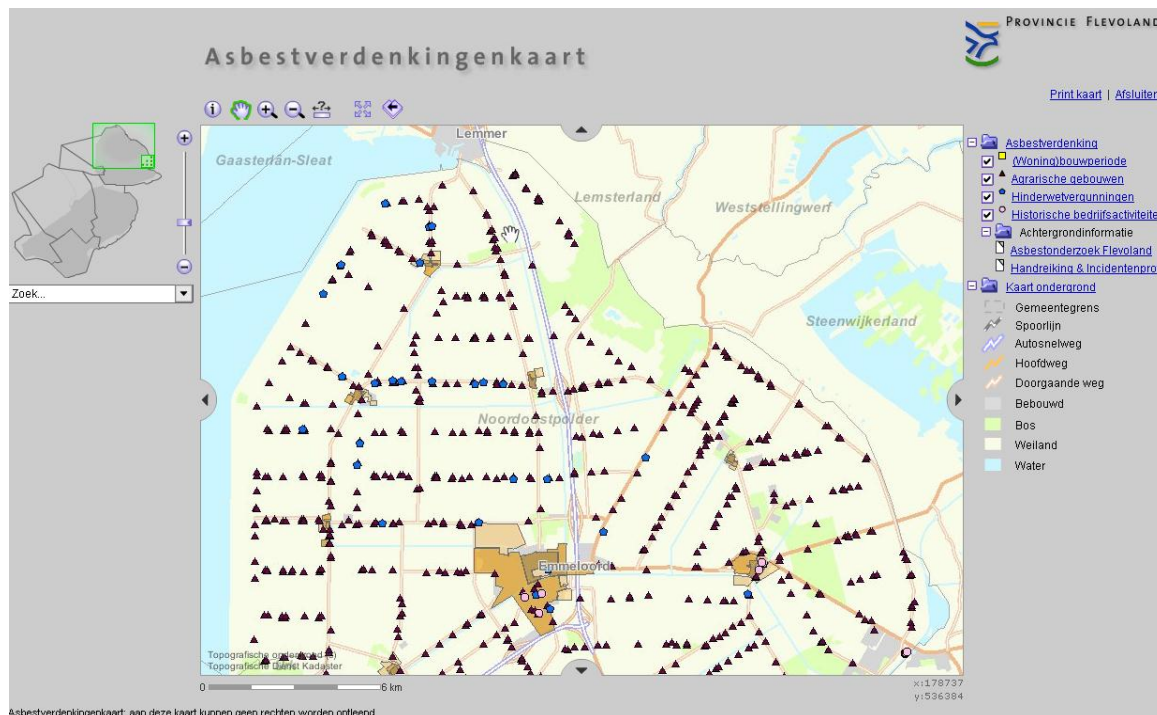 PROVINCIE FLEVOLAND
Asbestverdenkingenkaart
Print kaart | Afsluiten
Zoek...
Lemmer
Gaasterlân-Sleat
Lemsterland
Weststellingwerf
Steenwijkerland
Noordoostpolder
Emmeloord
Topografische
Topografische Dienst Kadaster
0 6 km
x:178737
y:536384
Asbestverdenking
(Woning)bouwperiode
Agrarische gebouwen
Hinderwetvergunningen
Historische bedrijfsactiviteite
Achtergrondinformatie
Asbestonderzoek Flevoland
Handreiking & Incidentenpro
Kaart ondergrond
Gemeentegrens
Spoorlijn
Autosnelweg
Hoofdweg
Doorgaande weg
Bebouwd
Bos
Weiland
Water
Asbestverdenkingenkaart: aan deze kaart kunnen geen rechten worden ontleend